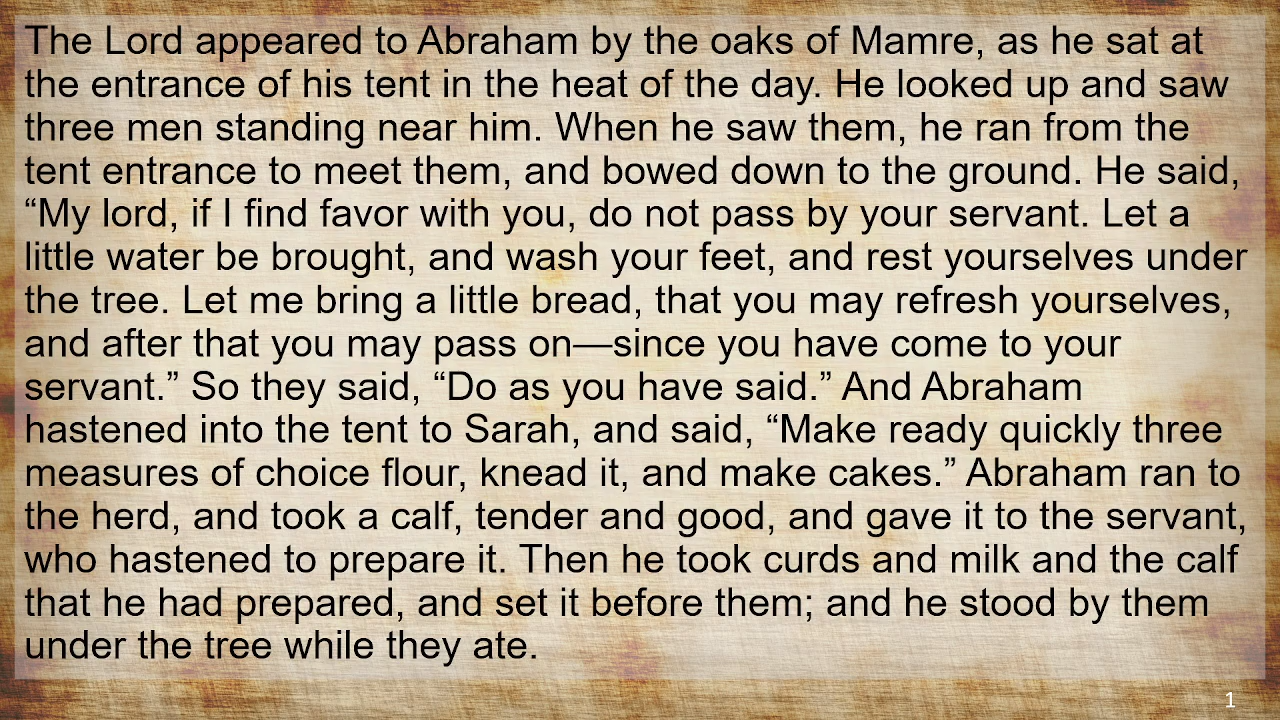 The Lord appeared to Abraham by the oaks of Mamre, as he sat at
the entrance of his tent in the heat of the day. He looked up and saw
three men standing near him. When he saw them, he ran from the
tent entrance to meet them, and bowed down to the ground. He said,
“My lord, if I find favor with you, do not pass by your servant. Let a
little water be brought, and wash your feet, and rest yourselves under
the tree. Let me bring a little bread, that you may refresh yourselves,
and after that you may pass on—since you have come to your
servant.” So they said, “Do as you have said.” And Abraham
hastened into the tent to Sarah, and said, “Make ready quickly three
measures of choice flour, knead it, and make cakes.” Abraham ran to
the herd, and took a calf, tender and good, and gave it to the servant,
who hastened to prepare it. Then he took curds and milk and the calf
that he had prepared, and set it before them; and he stood by them
under the tree while they ate.
1